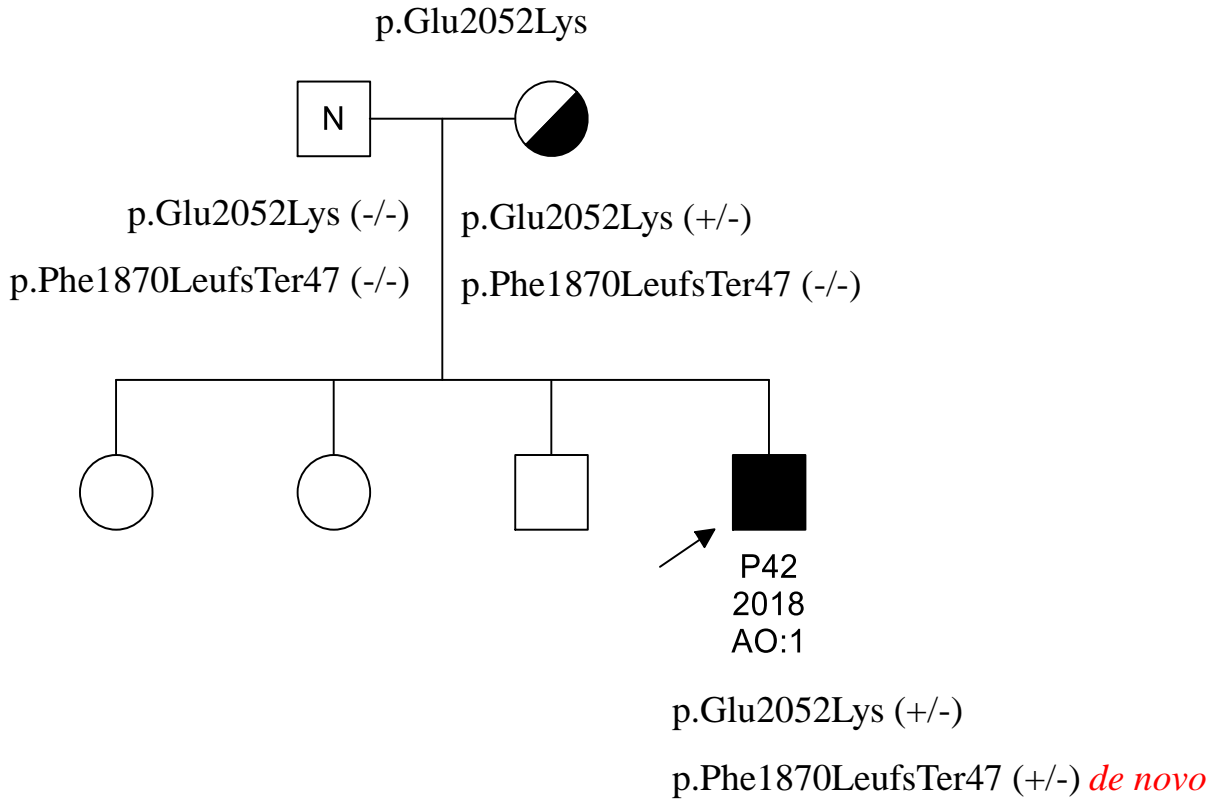 p.Glu2052Lys
N
p.Glu2052Lys (-/-)
p.Glu2052Lys (+/-)
p.Phe1870LeufsTer47 (-/-)
p.Phe1870LeufsTer47 (-/-)
P42
2018
AO:1
p.Glu2052Lys (+/-)
p.Phe1870LeufsTer47 (+/-) de novo